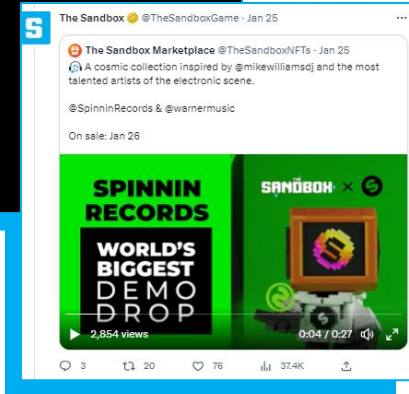 S
The Sandbox @TheSandboxGame · Jan 25 ...
The Sandbox Marketplace @TheSandboxNFTs · Jan 25
A cosmic collection inspired by @mikewilliamsdj and the most
talented artists of the electronic scene.
@SpinninRecords & @warnermusic
On sale: Jan 26
SPINNIN
RECORDS
WORLD'S
BIGGEST
DEMO
DROP
THE
SANDBOX × S
2,854 views
0:04 / 0:27
3 20 76 37.4K